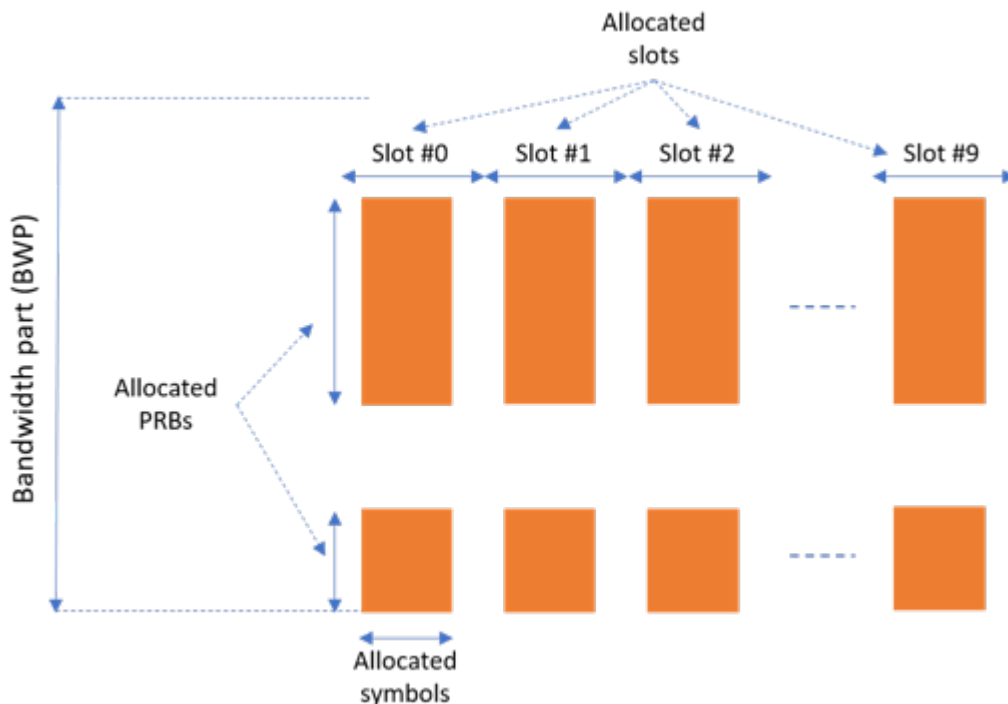 Allocated
slots
Slot #0
Slot #1
Slot #2
Slot #9
Bandwidth part (BWP)
Allocated
PRBs
Allocated
symbols